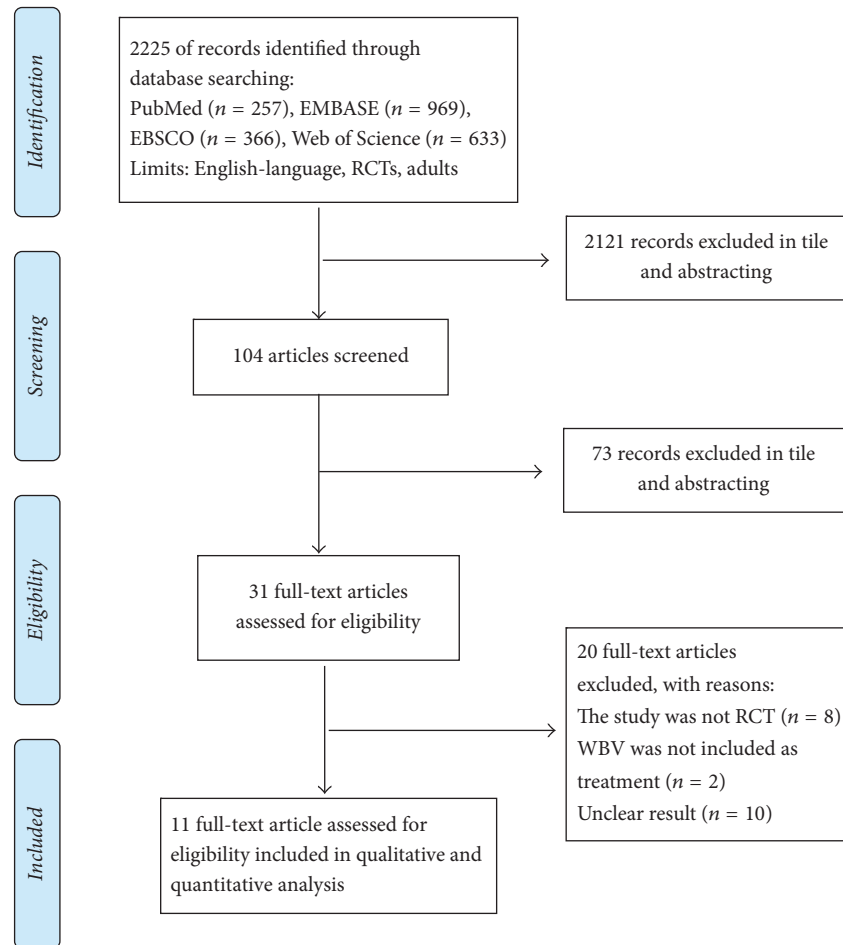 Identification
2225 of records identified through
database searching:
PubMed (n = 257), EMBASE (n = 969),
EBSCO (n = 366), Web of Science (n = 633)
Limits: English-language, RCTs, adults
2121 records excluded in tile
and abstracting
Screening
104 articles screened
73 records excluded in tile
and abstracting
Eligibility
31 full-text articles
assessed for eligibility
20 full-text articles
excluded, with reasons:
The study was not RCT (n = 8)
WBV was not included as
treatment (n = 2)
Unclear result (n = 10)
Included
11 full-text article assessed for
eligibility included in qualitative and
quantitative analysis